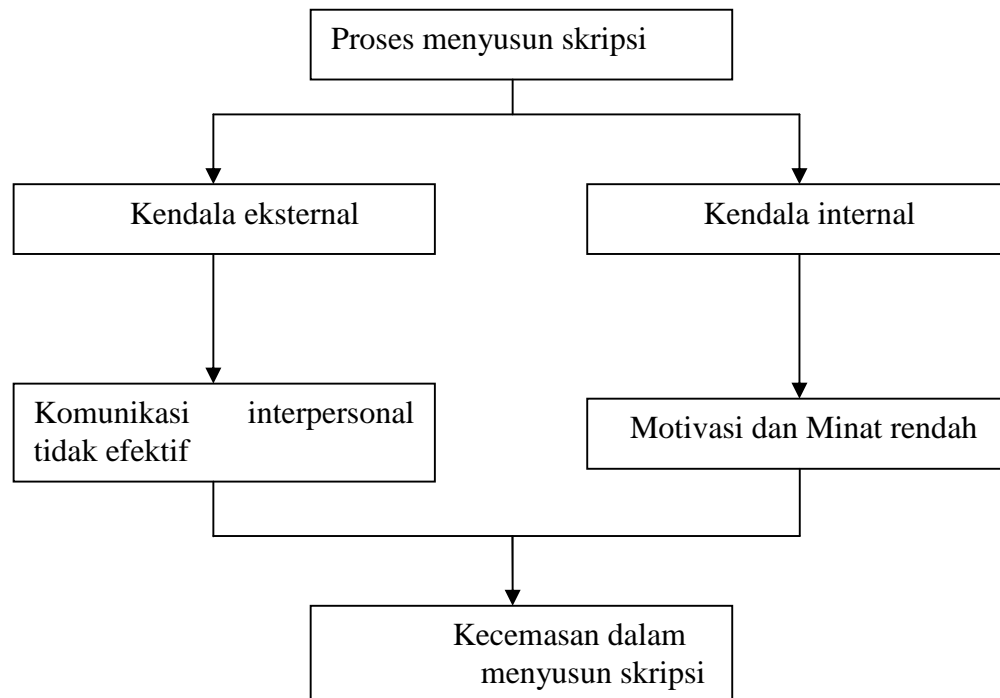 Proses menyusun skripsi
Kendala eksternal
Kendala internal
Komunikasi interpersonal
tidak efektif
Motivasi dan Minat rendah
Kecemasan dalam
menyusun skripsi